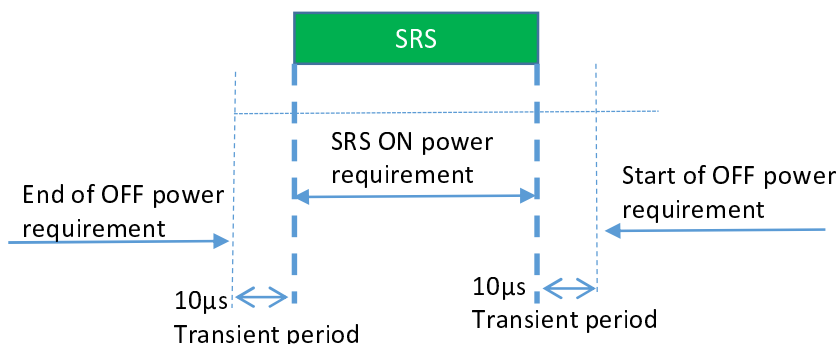 SRS
SRS ON power
requirement
End of OFF power
requirement
Start of OFF power
requirement
10µs
Transient period
10µs
Transient period